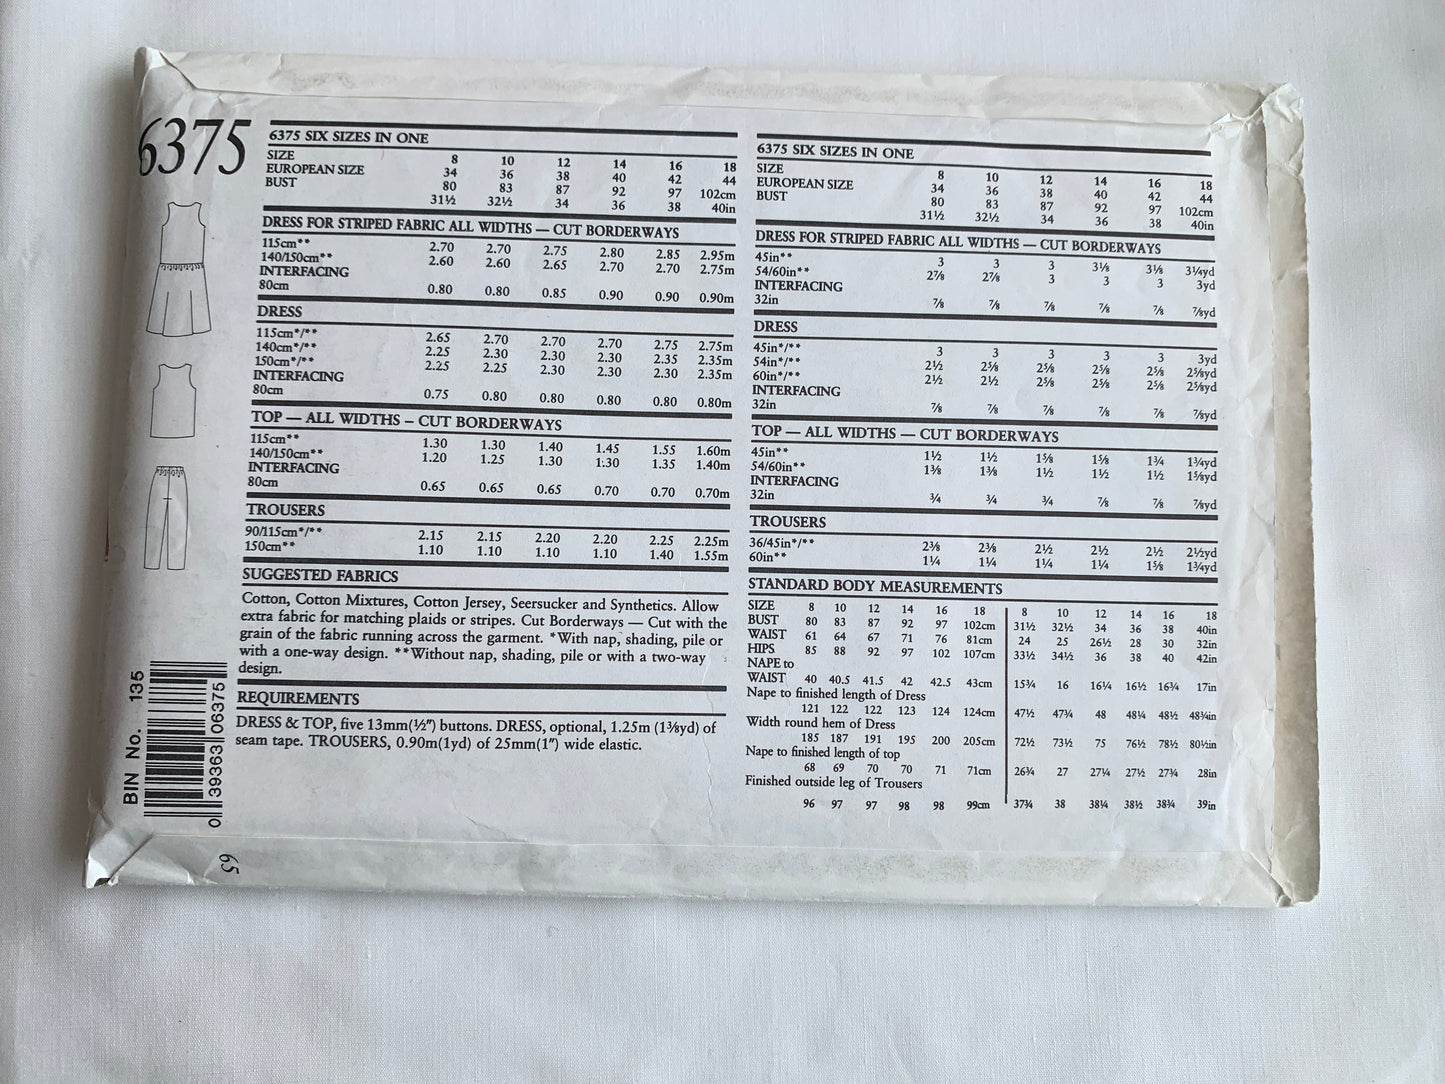 6375
6375 SIX SIZES IN ONE
SIZE 8 10 12 14 16 18
EUROPEAN SIZE 34 36 38 40 42 44
BUST 80 83 87 92 97 102cm
31½ 32½ 34 36 38 40in
DRESS FOR STRIPED FABRIC ALL WIDTHS — CUT BORDERWAYS
115cm** 2.70 2.70 2.75 2.80 2.85 2.95m
140/150cm** 2.60 2.60 2.65 2.70 2.70 2.75m
INTERFACING
80cm 0.80 0.80 0.85 0.90 0.90 0.90m
DRESS
115cm*/** 2.65 2.70 2.70 2.70 2.75 2.75m
140cm*/** 2.25 2.30 2.30 2.30 2.35 2.35m
150cm*/** 2.25 2.25 2.30 2.30 2.30 2.35m
INTERFACING
80cm 0.75 0.80 0.80 0.80 0.80 0.80m
TOP — ALL WIDTHS – CUT BORDERWAYS
115cm** 1.30 1.30 1.40 1.45 1.55 1.60m
140/150cm** 1.20 1.25 1.30 1.30 1.35 1.40m
INTERFACING
80cm 0.65 0.65 0.65 0.70 0.70 0.70m
TROUSERS
90/115cm*/** 2.15 2.15 2.20 2.20 2.25 2.25m
150cm** 1.10 1.10 1.10 1.10 1.40 1.55m
SUGGESTED FABRICS
Cotton, Cotton Mixtures, Cotton Jersey, Seersucker and Synthetics. Allow
extra fabric for matching plaids or stripes. Cut Borderways — Cut with the
grain of the fabric running across the garment. *With nap, shading, pile or
with a one-way design. **Without nap, shading, pile or with a two-way
design.
REQUIREMENTS
DRESS & TOP, five 13mm(½") buttons. DRESS, optional, 1.25m (1⅜yd) of
seam tape. TROUSERS, 0.90m(1yd) of 25mm(1") wide elastic.
6375 SIX SIZES IN ONE
SIZE 8 10 12 14 16 18
EUROPEAN SIZE 34 36 38 40 42 44
BUST 80 83 87 92 97 102cm
31½ 32½ 34 36 38 40in
DRESS FOR STRIPED FABRIC ALL WIDTHS — CUT BORDERWAYS
45in** 3 3 3 3⅛ 3⅛ 3¼yd
54/60in** 2⅞ 2⅞ 3 3 3 3yd
INTERFACING
32in ⅞ ⅞ ⅞ ⅞ ⅞ ⅞yd
DRESS
45in*/** 3 3 3 3 3 3yd
54in*/** 2½ 2⅝ 2⅝ 2⅝ 2⅝ 2⅝yd
60in*/** 2½ 2½ 2⅝ 2⅝ 2⅝ 2⅝yd
INTERFACING
32in ⅞ ⅞ ⅞ ⅞ ⅞ ⅞yd
TOP — ALL WIDTHS — CUT BORDERWAYS
45in** 1½ 1½ 1⅝ 1⅝ 1¾ 1¾yd
54/60in** 1⅜ 1⅜ 1½ 1½ 1½ 1⅝yd
INTERFACING
32in ¾ ¾ ¾ ⅞ ⅞ ⅞yd
TROUSERS
36/45in*/** 2⅜ 2⅜ 2½ 2½ 2½ 2½yd
60in** 1¼ 1¼ 1¼ 1¼ 1⅝ 1¾yd
STANDARD BODY MEASUREMENTS
SIZE 8 10 12 14 16 18 8 10 12 14 16 18
BUST 80 83 87 92 97 102cm 31½ 32½ 34 36 38 40in
WAIST 61 64 67 71 76 81cm 24 25 26½ 28 30 32in
HIPS 85 88 92 97 102 107cm 33½ 34½ 36 38 40 42in
NAPE to
WAIST 40 40.5 41.5 42 42.5 43cm 15¾ 16 16¼ 16½ 16¾ 17in
Nape to finished length of Dress
121 122 122 123 124 124cm 47½ 47¾ 48 48¼ 48½ 48¾in
Width round hem of Dress
185 187 191 195 200 205cm 72½ 73½ 75 76½ 78½ 80½in
Nape to finished length of top
68 69 70 70 71 71cm 26¾ 27 27¼ 27½ 27¾ 28in
Finished outside leg of Trousers
96 97 97 98 98 99cm 37¾ 38 38¼ 38½ 38¾ 39in
BIN No. 135
0 39363 06375
65